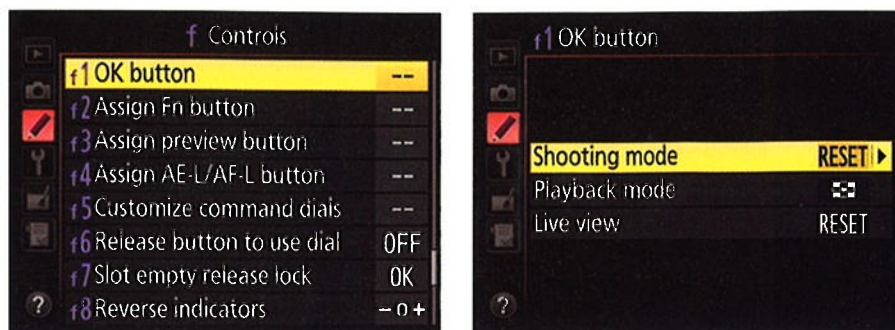 f Controls
f1 OK button --
f2 Assign Fn button --
f3 Assign preview button --
f4 Assign AE-L/AF-L button --
f5 Customize command dials --
f6 Release button to use dial OFF
f7 Slot empty release lock OK
f8 Reverse indicators – 0 +
?
f1 OK button
Shooting mode RESET
Playback mode
Live view RESET
?